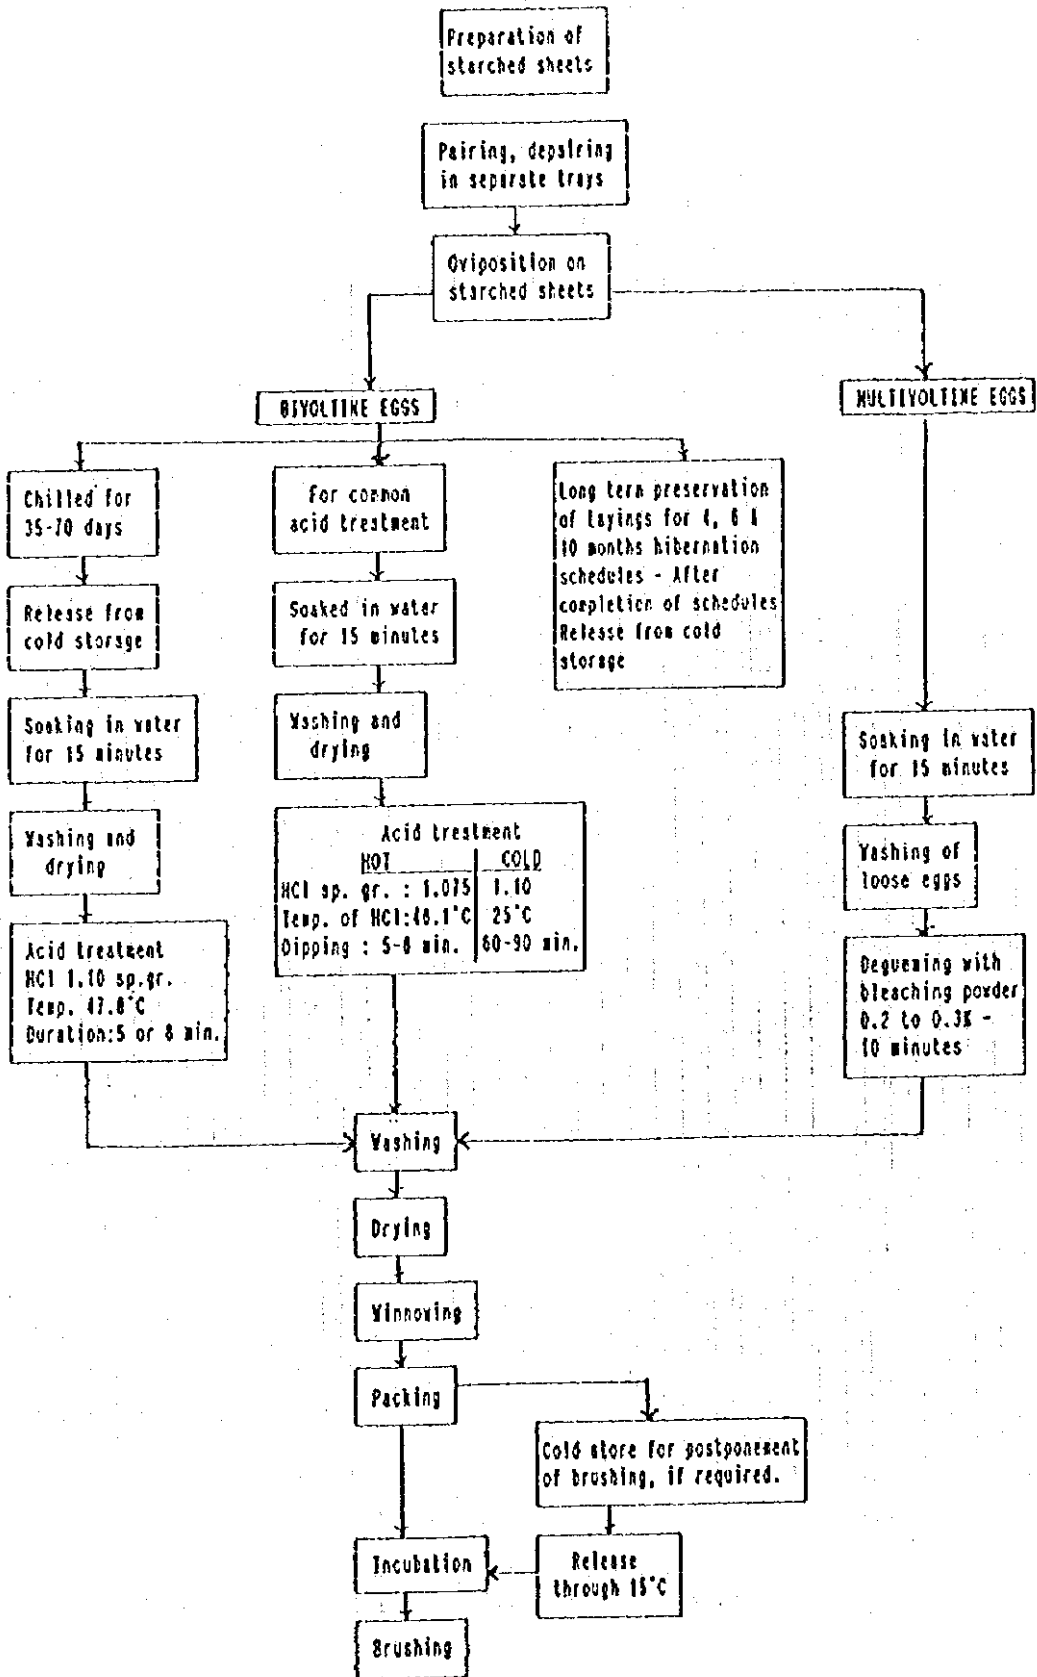 Preparation of
starched sheets
Pairing, depairing
in separate trays
Oviposition on
starched sheets
BIVOLTINE EGGS
MULTIVOLTINE EGGS
Chilled for
35-70 days
Release from
cold storage
Soaking in water
for 15 minutes
Washing and
drying
Acid treatment
HCl 1.10 sp.gr.
Temp. 47.8°C
Duration:5 or 8 min.
For common
acid treatment
Soaked in water
for 15 minutes
Washing and
drying
Acid treatment
HOT COLD
HCl sp. gr. : 1.075 1.10
Temp. of HCl:46.1°C 25°C
Dipping : 5-6 min. 60-90 min.
Long term preservation
of layings for 4, 6 &
10 months hibernation
schedules - After
completion of schedules
Release from cold
storage
Soaking in water
for 15 minutes
Washing of
loose eggs
Deguming with
bleaching powder
0.2 to 0.3% -
10 minutes
Washing
Drying
Winnowing
Packing
Cold store for postponement
of brushing, if required.
Incubation
Release
through 15°C
Brushing